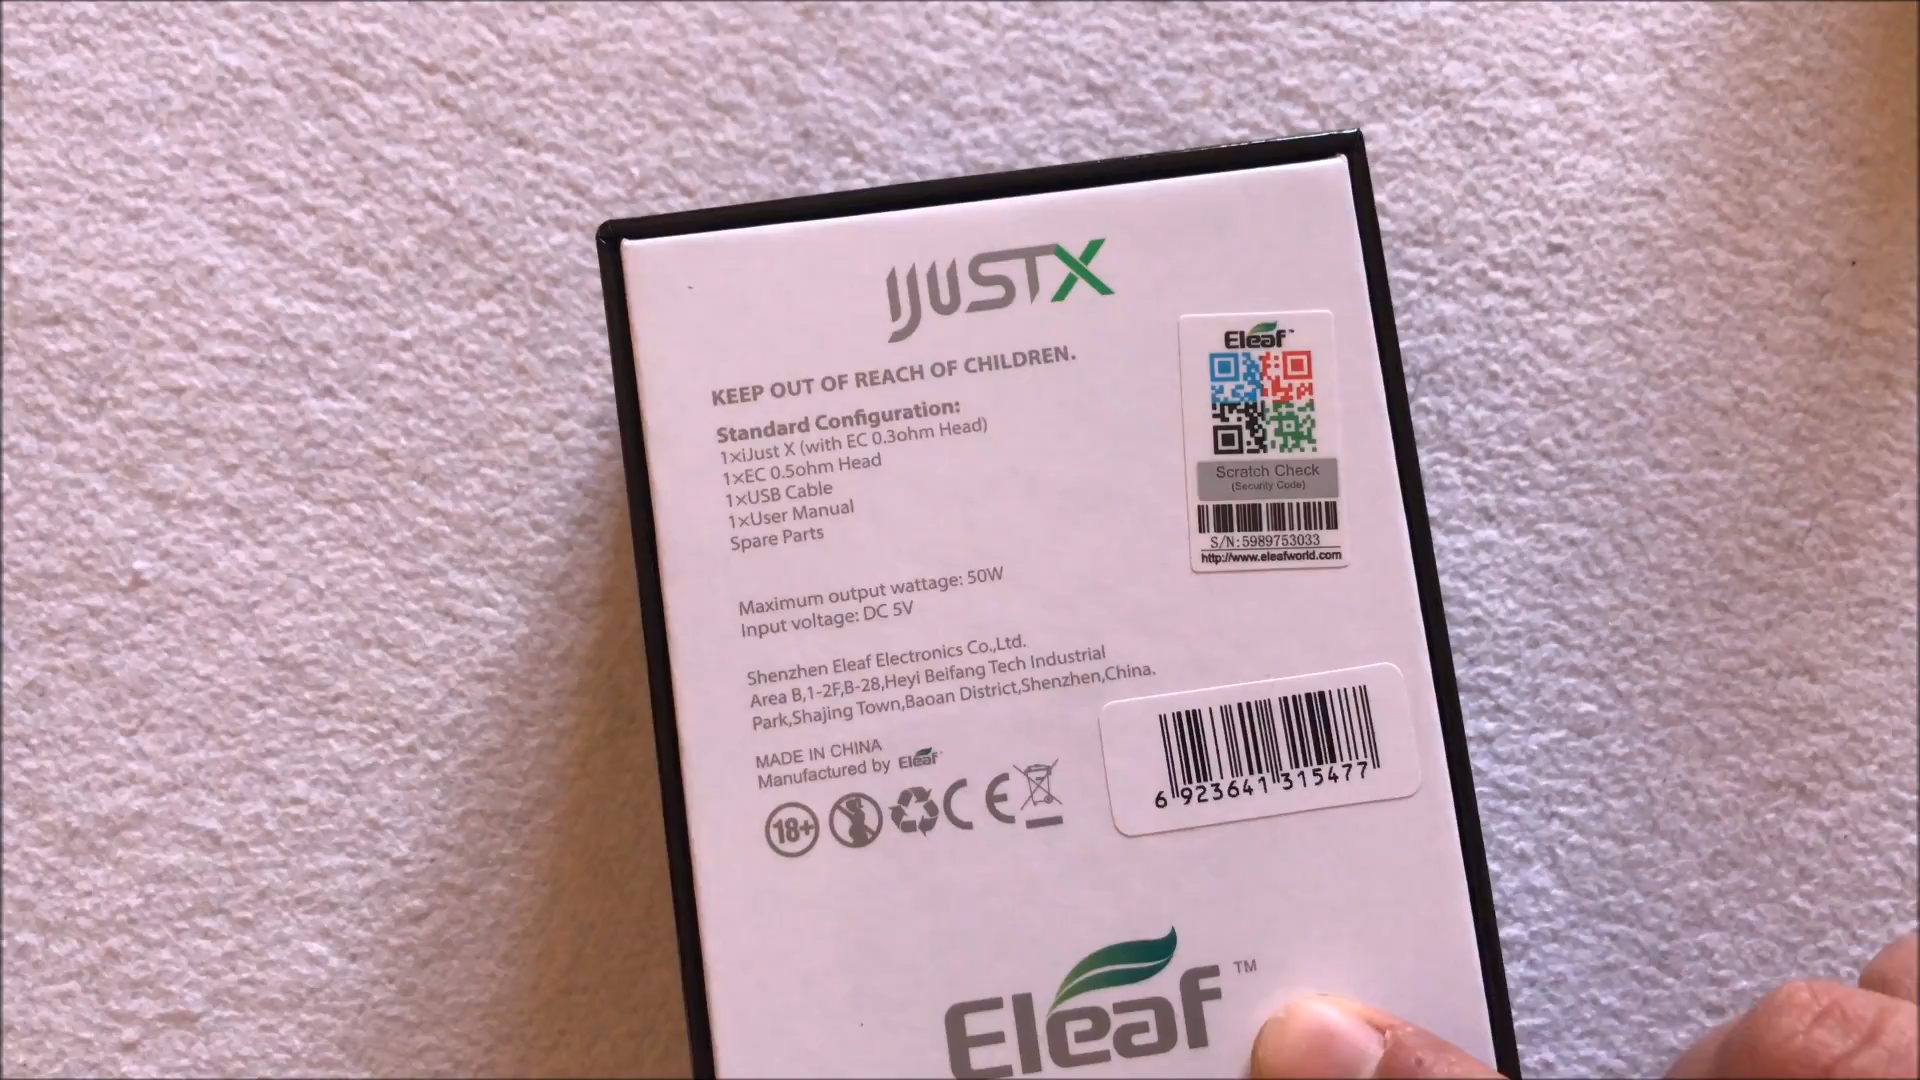 IJUSTX
KEEP OUT OF REACH OF CHILDREN.
Standard Configuration:
1×iJust X (with EC 0.3ohm Head)
1×EC 0.5ohm Head
1×USB Cable
1×User Manual
Spare Parts
Maximum output wattage: 50W
Input voltage: DC 5V
Shenzhen Eleaf Electronics Co.,Ltd.
Area B,1-2F,B-28,Heyi Beifang Tech Industrial
Park,Shajing Town,Baoan District,Shenzhen,China.
MADE IN CHINA
Manufactured by Eleaf
18+
CE
Eleaf™
Scratch Check
(Security Code)
S/N:5989753033
http://www.eleafworld.com
6 923641 315477
Eleaf™